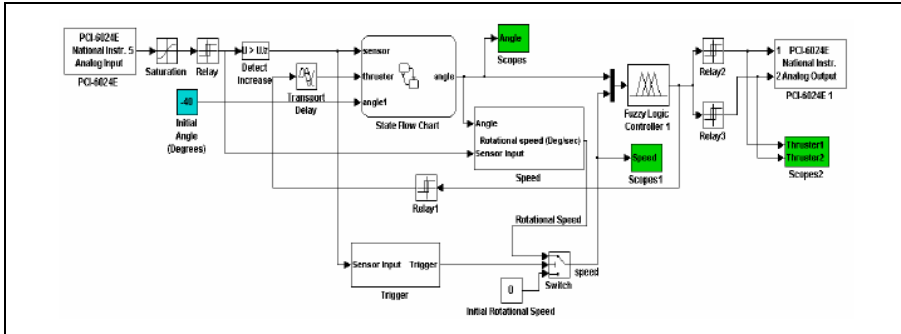 PCI-6024E
National Instr. 5
Analog Input
PCI-6024E
Saturation
Relay
U > U/z
Detect
Increase
Transport
Delay
-40
Initial
Angle
(Degrees)
sensor
thruster
angle1
angle
State Flow Chart
Angle
Scopes
Angle
Rotational speed (Deg/sec)
Sensor Input
Speed
Fuzzy Logic
Controller 1
Relay2
Relay3
1
2
PCI-6024E
National Instr.
Analog Output
PCI-6024E 1
Thruster1
Thruster2
Scopes2
Speed
Scopes1
Relay1
Rotational Speed
Sensor Input
Trigger
Trigger
0
Initial Rotational Speed
Switch
speed